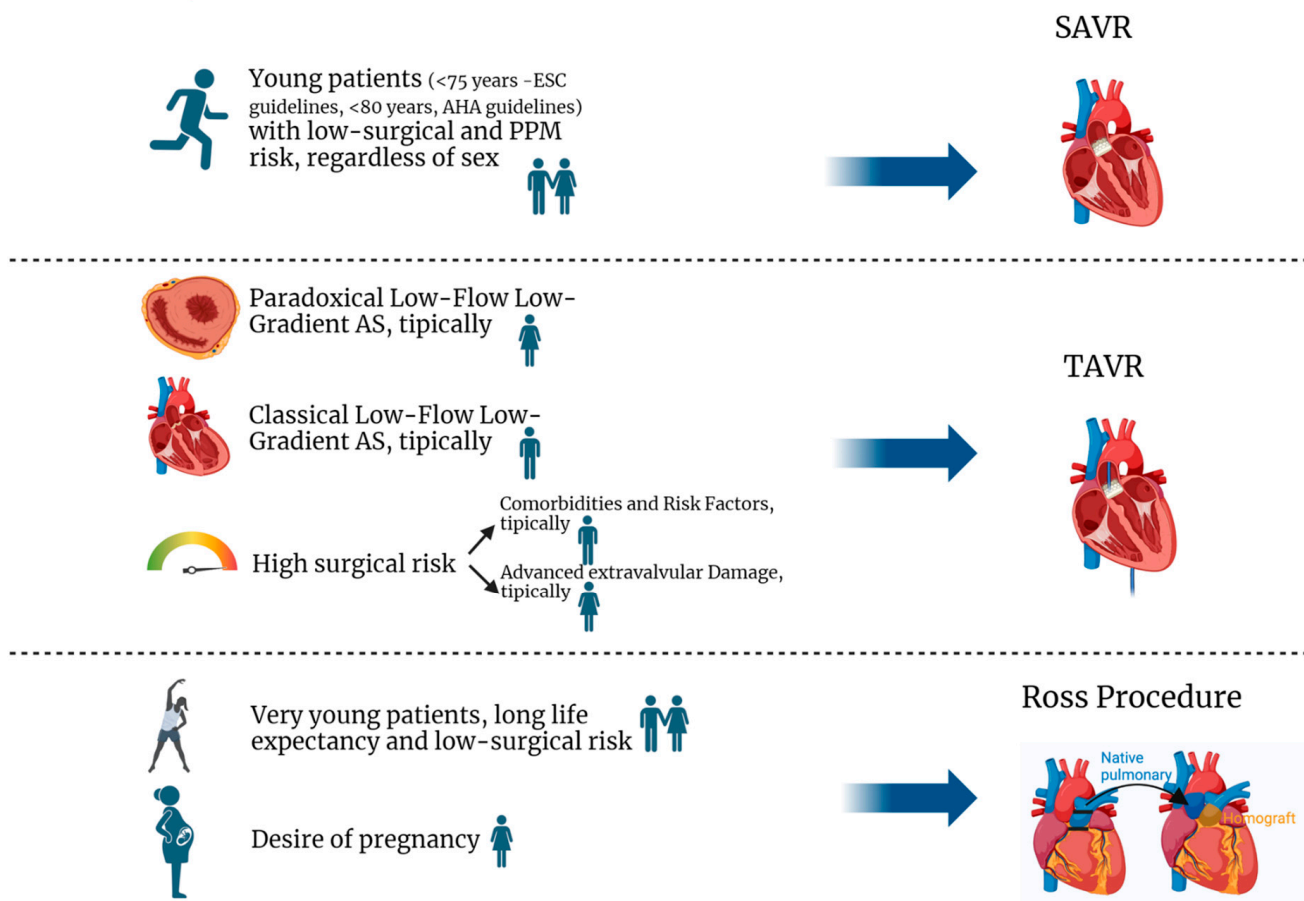 SAVR
Young patients (<75 years -ESC
guidelines, <80 years, AHA guidelines)
with low-surgical and PPM
risk, regardless of sex
Paradoxical Low-Flow Low-
Gradient AS, tipically
TAVR
Classical Low-Flow Low-
Gradient AS, tipically
Comorbidities and Risk Factors,
tipically
High surgical risk
Advanced extravalvular Damage,
tipically
Ross Procedure
Very young patients, long life
expectancy and low-surgical risk
Native
pulmonary
Homograft
Desire of pregnancy